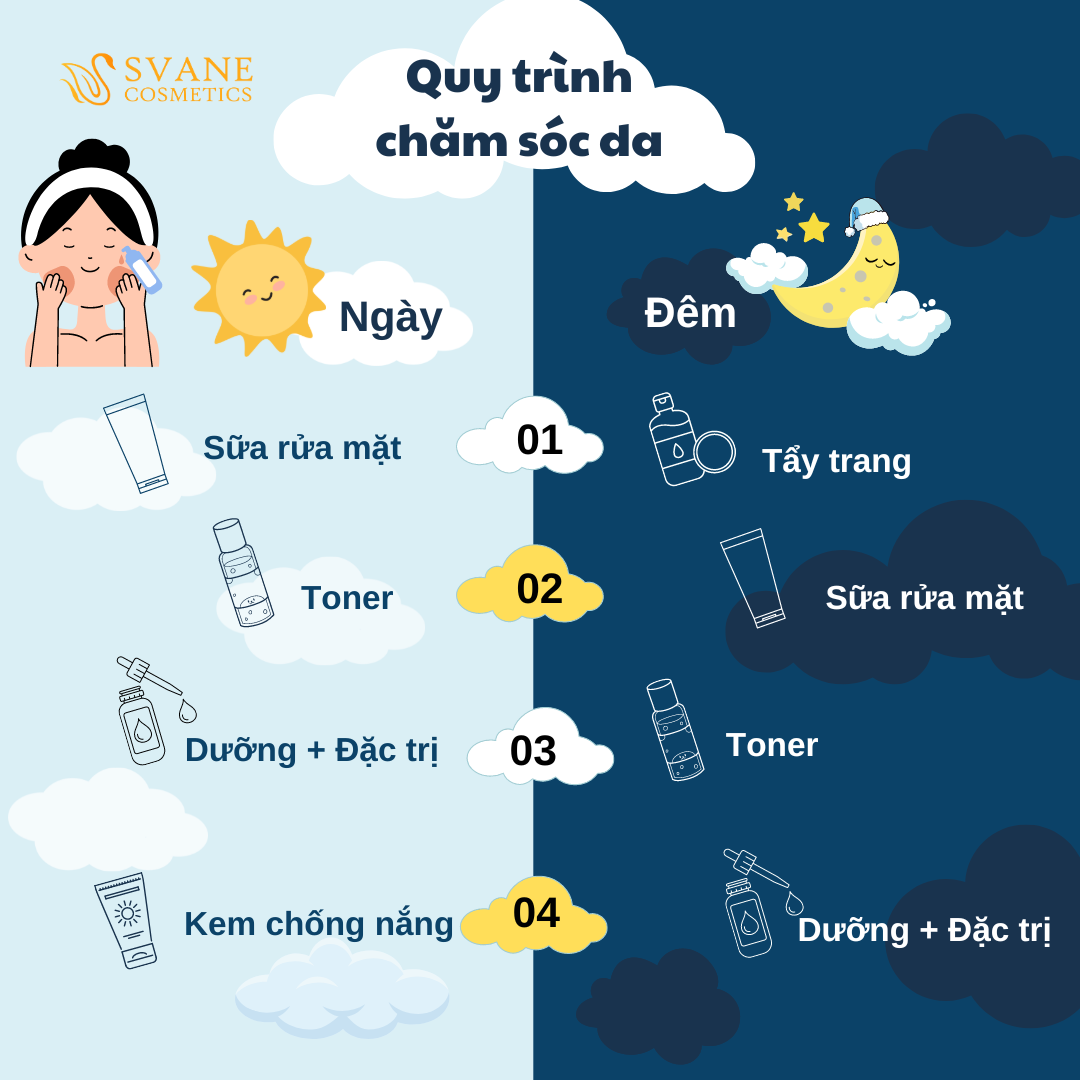 SVANE
COSMETICS
Quy trình
chăm sóc da
Ngày
Đêm
01
Sữa rửa mặt
Tẩy trang
02
Toner
Sữa rửa mặt
03
Dưỡng + Đặc trị
Toner
04
Kem chống nắng
Dưỡng + Đặc trị